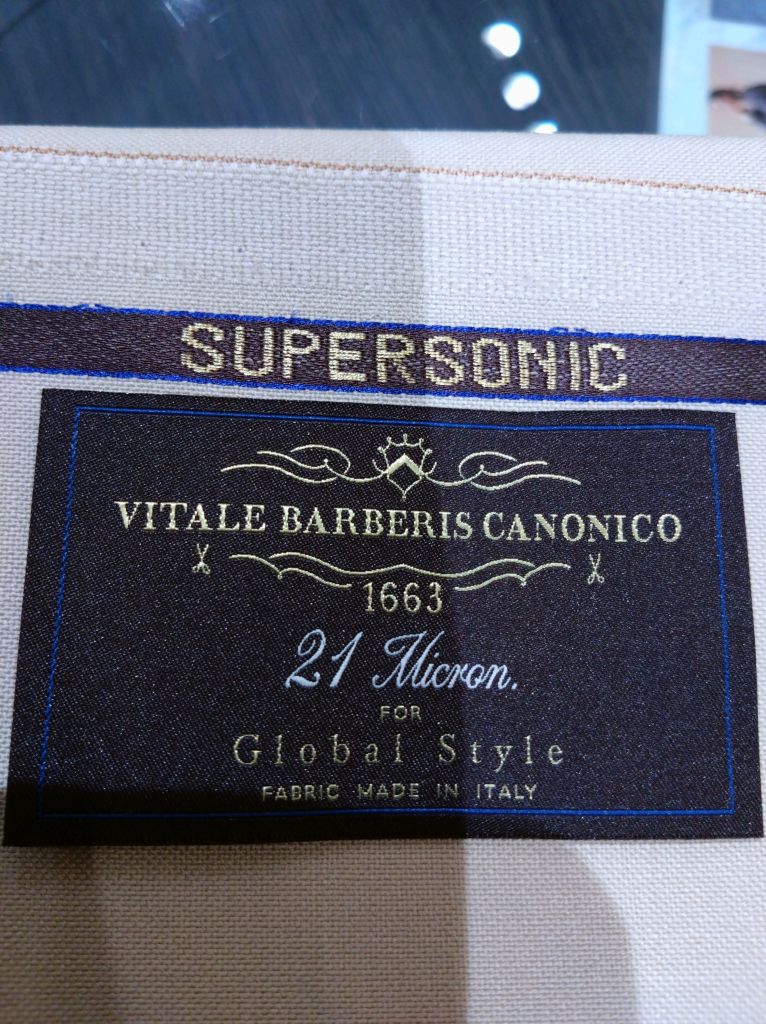 SUPERSONIC
VITALE BARBERIS CANONICO
1663
21 Micron.
FOR
Global Style
FABRIC MADE IN ITALY